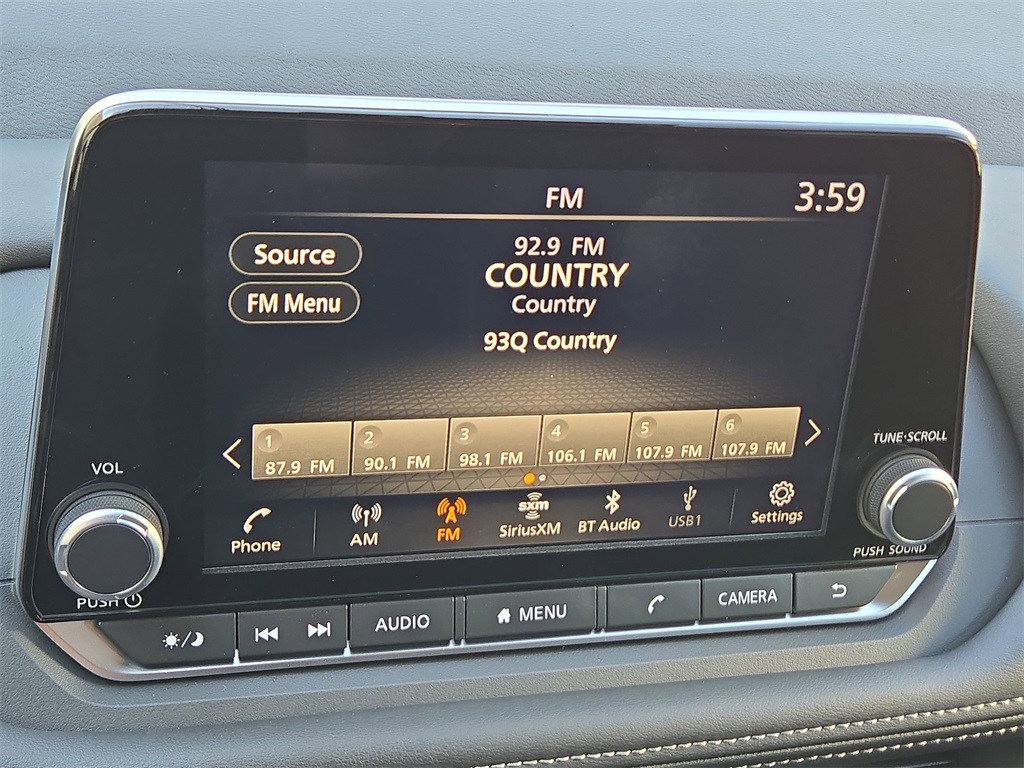 FM
3:59
Source
FM Menu
92.9 FM
COUNTRY
Country
93Q Country
1
87.9 FM
2
90.1 FM
3
98.1 FM
4
106.1 FM
5
107.9 FM
6
107.9 FM
VOL
PUSH
TUNE·SCROLL
PUSH SOUND
Phone
AM
FM
sxm
SiriusXM
BT Audio
USB1
Settings
AUDIO
MENU
CAMERA